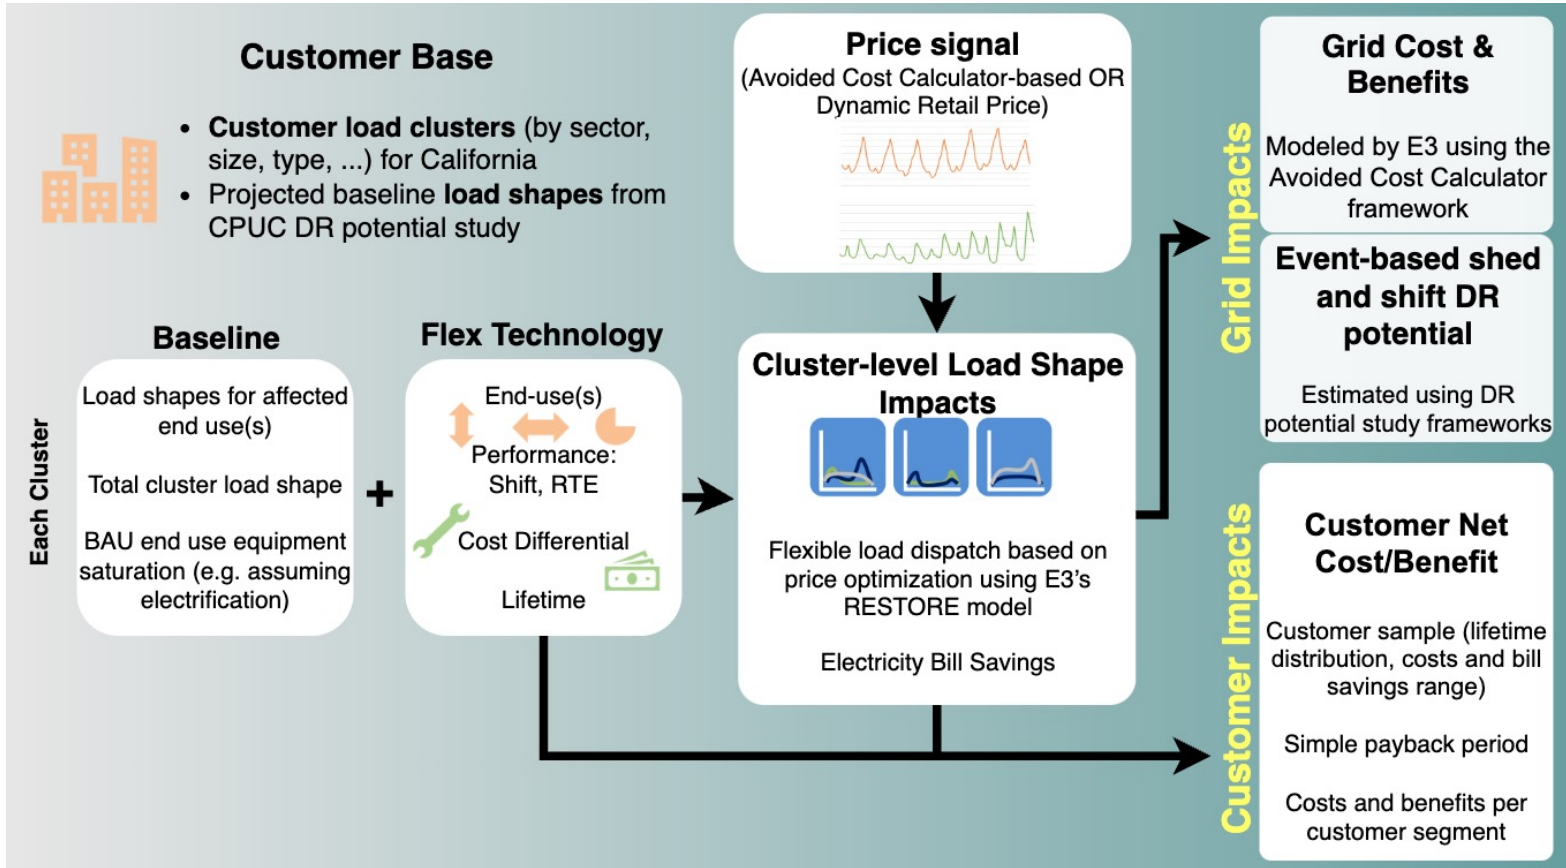 Customer Base
• Customer load clusters (by sector,
size, type, ...) for California
• Projected baseline load shapes from
CPUC DR potential study
Price signal
(Avoided Cost Calculator-based OR
Dynamic Retail Price)
Each Cluster
Baseline
Load shapes for affected
end use(s)
Total cluster load shape
BAU end use equipment
saturation (e.g. assuming
electrification)
+
Flex Technology
End-use(s)
Performance:
Shift, RTE
Cost Differential
Lifetime
Cluster-level Load Shape
Impacts
Flexible load dispatch based on
price optimization using E3's
RESTORE model
Electricity Bill Savings
Grid Impacts
Grid Cost &
Benefits
Modeled by E3 using the
Avoided Cost Calculator
framework
Event-based shed
and shift DR
potential
Estimated using DR
potential study frameworks
Customer Impacts
Customer Net
Cost/Benefit
Customer sample (lifetime
distribution, costs and bill
savings range)
Simple payback period
Costs and benefits per
customer segment